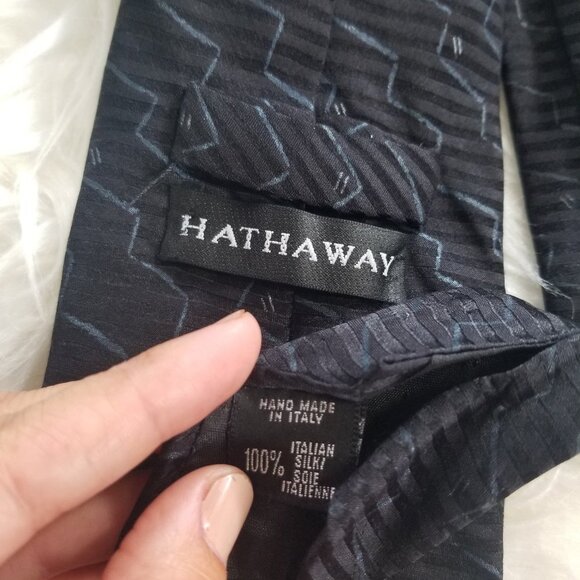 HATHAWAY
HAND MADE
IN ITALY
100% ITALIAN
SILK/
SOIE
ITALIENNE